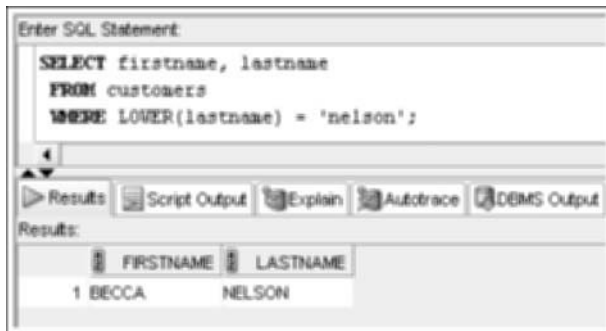 Enter SQL Statement:
SELECT firstname, lastname
FROM customers
WHERE LOWER(lastname) = 'nelson';
Results Script Output Explain Autotrace DBMS Output
Results:
FIRSTNAME LASTNAME
1 BECCA NELSON